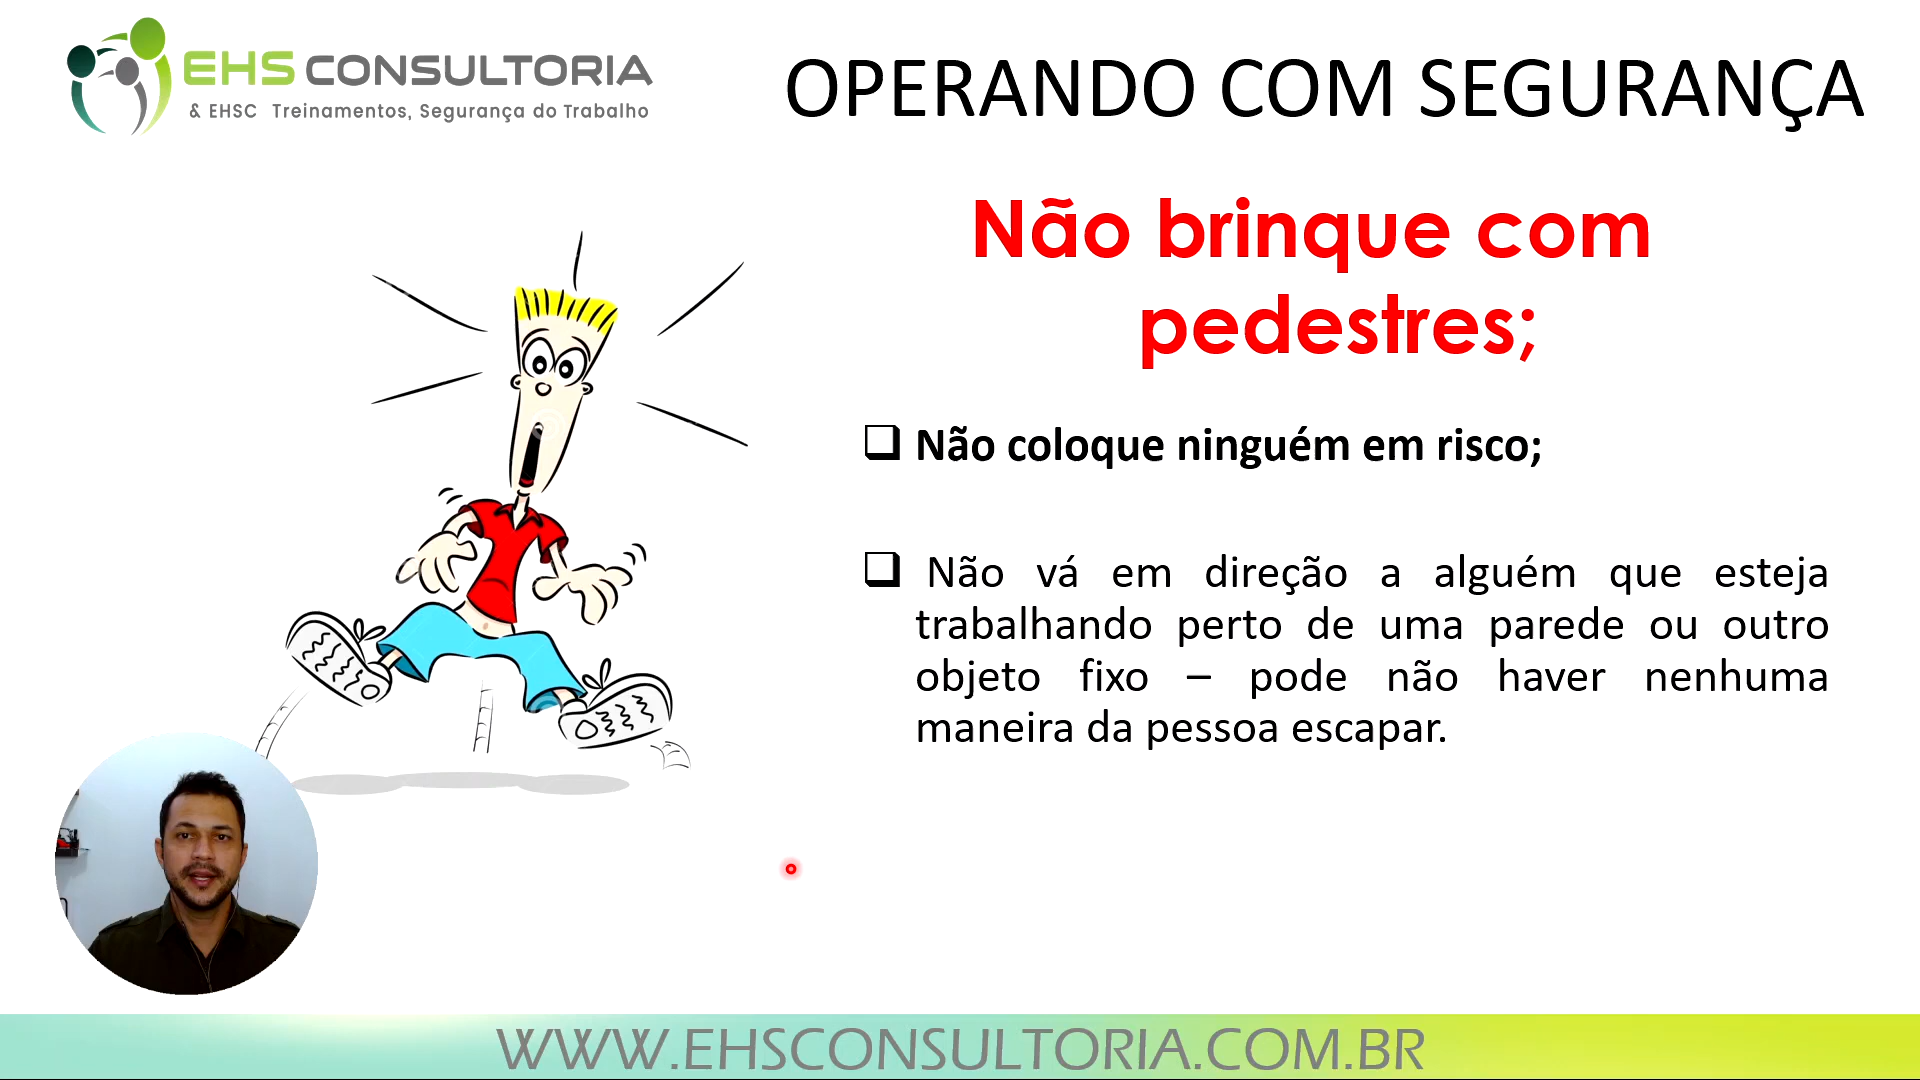 EHS CONSULTORIA
& EHSC Treinamentos, Segurança do Trabalho
OPERANDO COM SEGURANÇA
Não brinque com
pedestres;
❑ Não coloque ninguém em risco;
❑ Não vá em direção a alguém que esteja
trabalhando perto de uma parede ou outro
objeto fixo – pode não haver nenhuma
maneira da pessoa escapar.
WWW.EHSCONSULTORIA.COM.BR